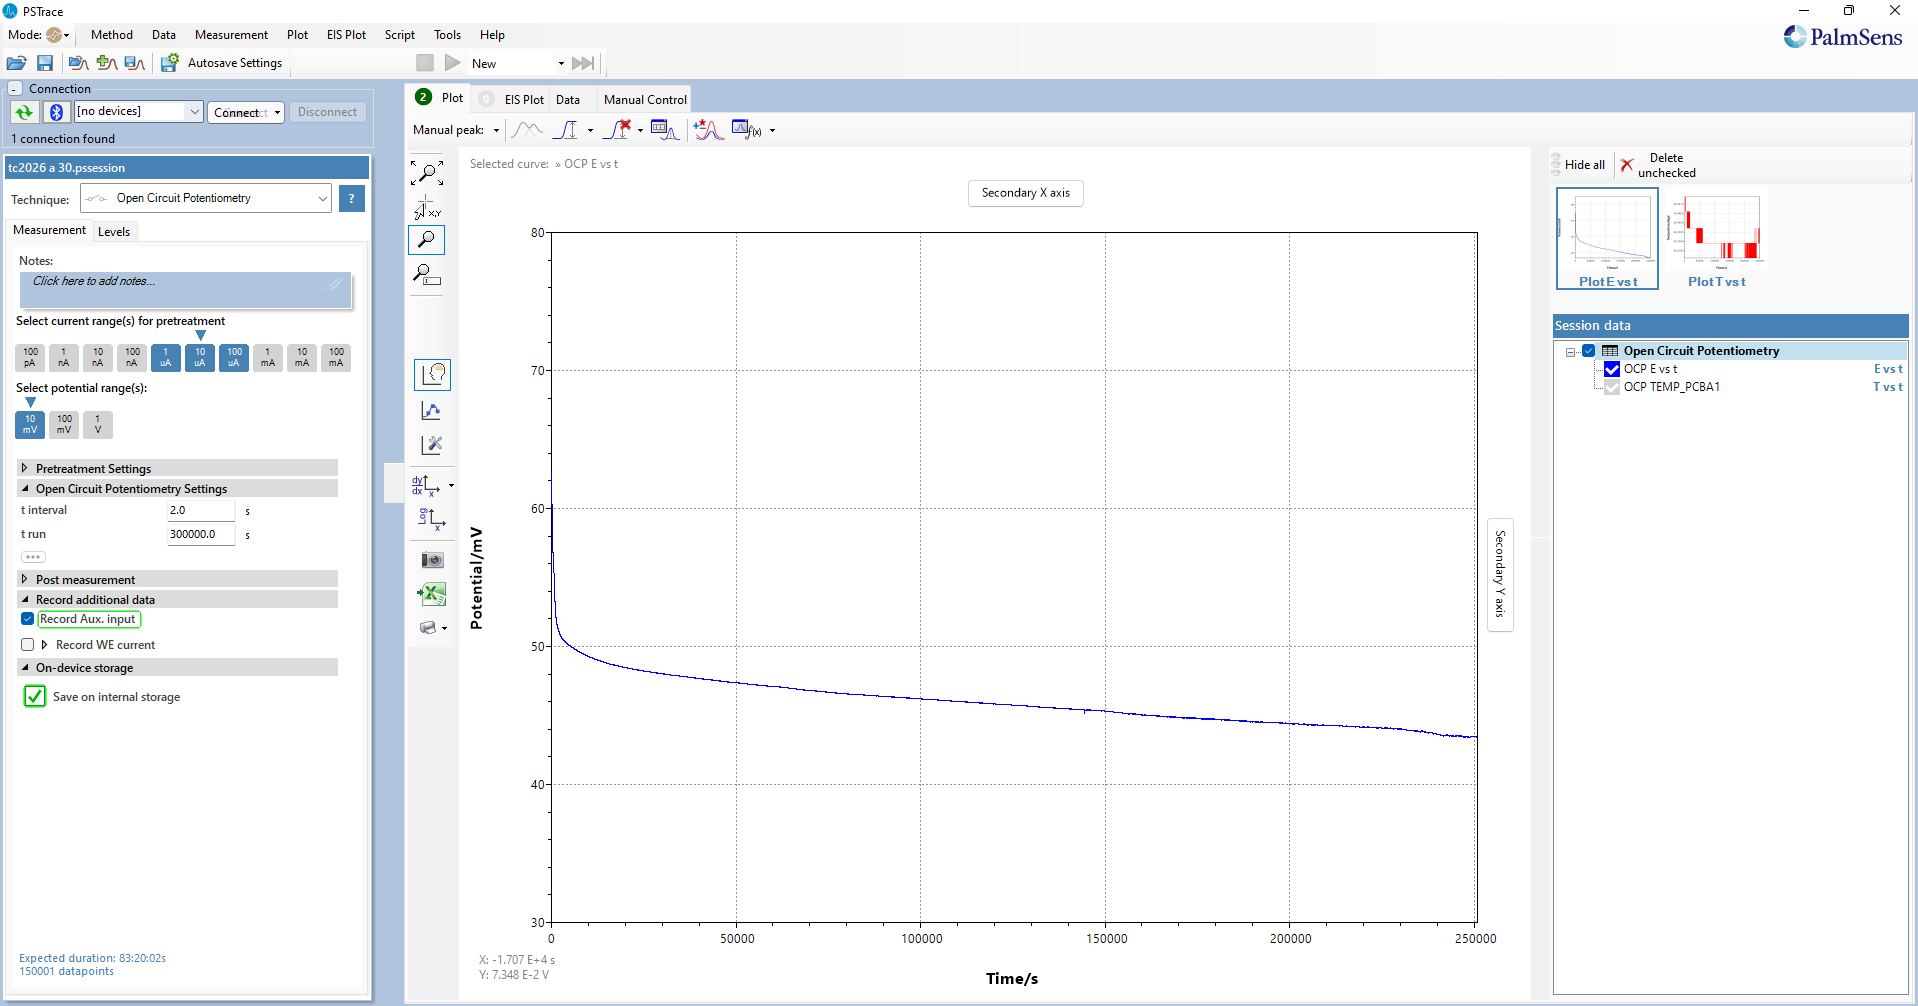 PSTrace
Mode:
Method Data Measurement Plot EIS Plot Script Tools Help
PalmSens
Autosave Settings
New
Connection
[no devices]
Connect
Disconnect
1 connection found
tc2026 a 30.pssession
Technique:
Open Circuit Potentiometry
?
Measurement
Levels
Notes:
Click here to add notes...
Select current range(s) for pretreatment
100 pA
1 nA
10 nA
100 nA
1 uA
10 uA
100 uA
1 mA
10 mA
100 mA
Select potential range(s):
10 mV
100 mV
1 V
Pretreatment Settings
Open Circuit Potentiometry Settings
t interval 2.0 s
t run 300000.0 s
Post measurement
Record additional data
Record Aux. input
Record WE current
On-device storage
Save on internal storage
Expected duration: 83:20:02s
150001 datapoints
2 Plot
0 EIS Plot
Data
Manual Control
Manual peak:
f(x)
Selected curve: » OCP E vs t
Secondary X axis
x,y
dy/dx x
Log x
80
70
60
50
40
30
Potential/mV
0 50000 100000 150000 200000 250000
Time/s
X: -1.707 E+4 s
Y: 7.348 E-2 V
Secondary Y axis
Hide all
Delete unchecked
Plot E vs t
Plot T vs t
Session data
Open Circuit Potentiometry
OCP E vs t E vs t
OCP TEMP_PCBA1 T vs t